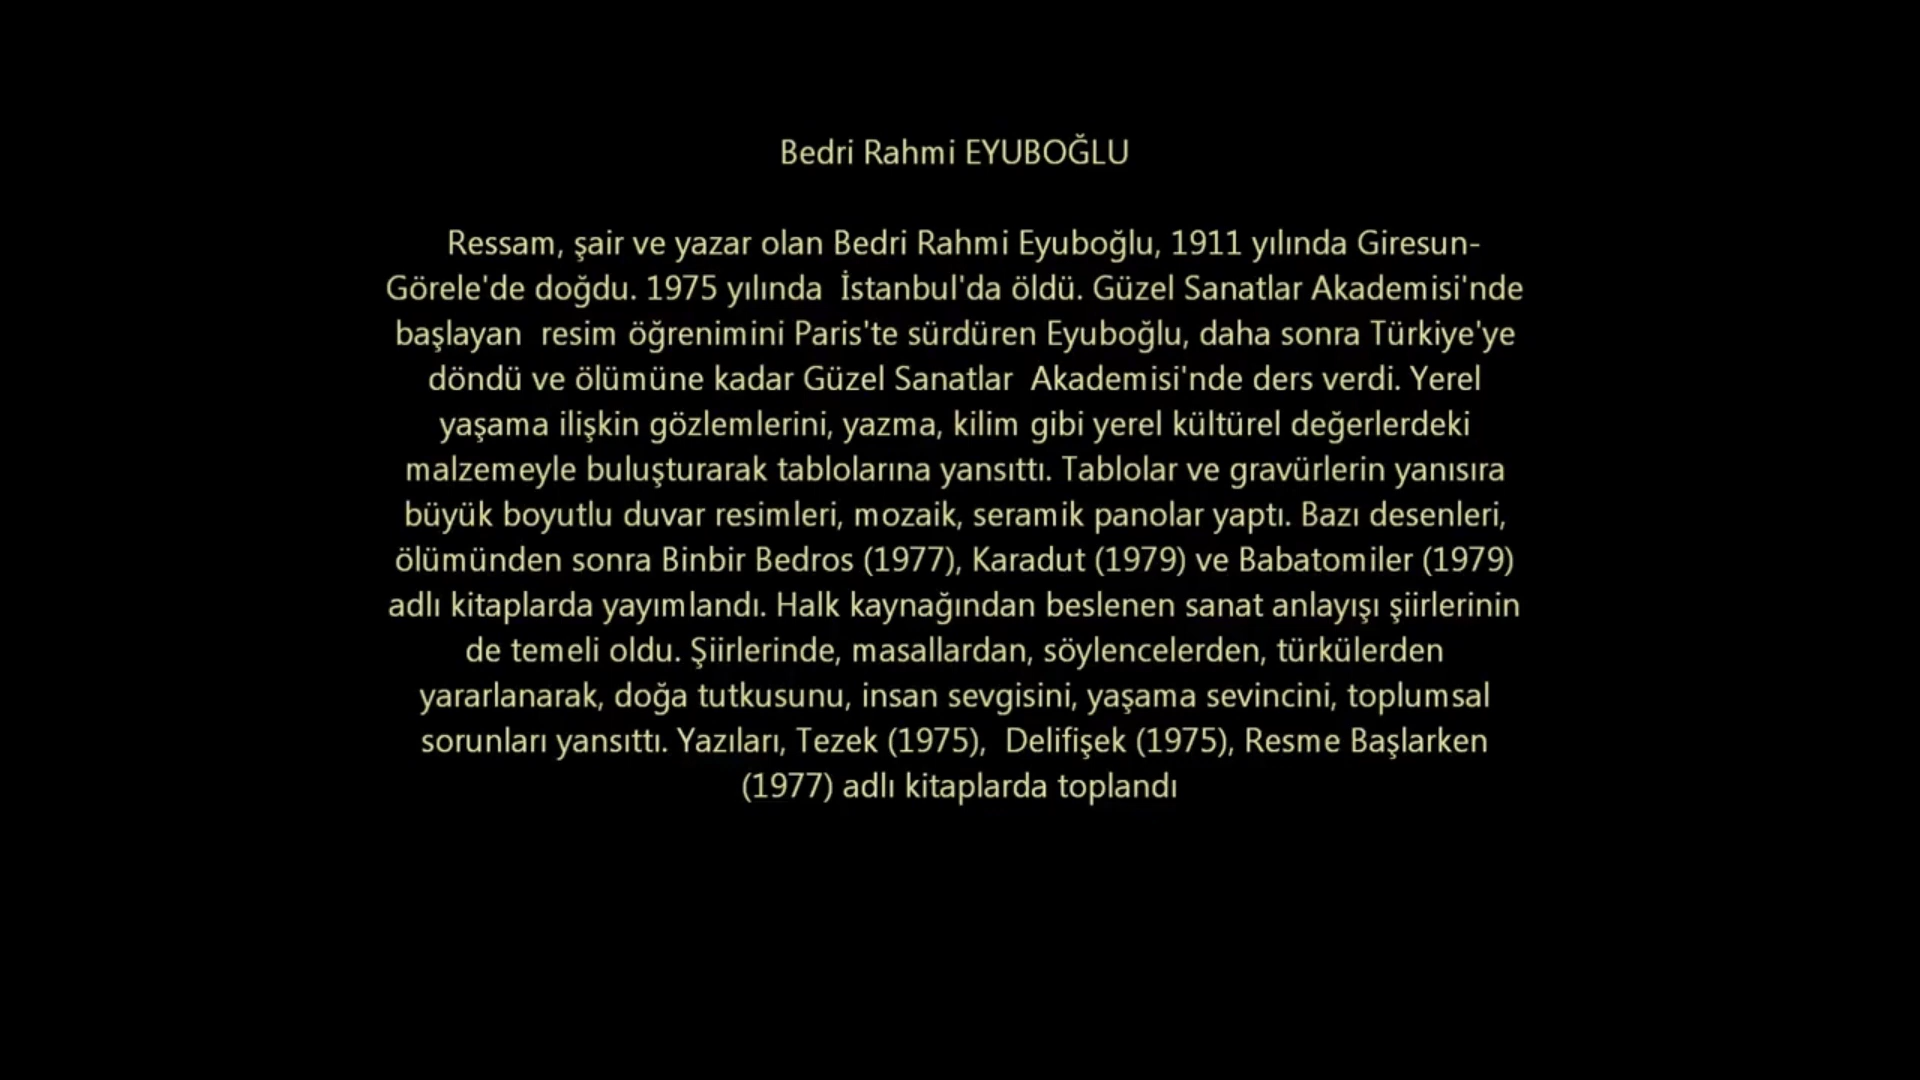 Bedri Rahmi EYUBOĞLU
Ressam, şair ve yazar olan Bedri Rahmi Eyuboğlu, 1911 yılında Giresun-
Görele'de doğdu. 1975 yılında  İstanbul'da öldü. Güzel Sanatlar Akademisi'nde
başlayan  resim öğrenimini Paris'te sürdüren Eyuboğlu, daha sonra Türkiye'ye
döndü ve ölümüne kadar Güzel Sanatlar  Akademisi'nde ders verdi. Yerel
yaşama ilişkin gözlemlerini, yazma, kilim gibi yerel kültürel değerlerdeki
malzemeyle buluşturarak tablolarına yansıttı. Tablolar ve gravürlerin yanısıra
büyük boyutlu duvar resimleri, mozaik, seramik panolar yaptı. Bazı desenleri,
ölümünden sonra Binbir Bedros (1977), Karadut (1979) ve Babatomiler (1979)
adlı kitaplarda yayımlandı. Halk kaynağından beslenen sanat anlayışı şiirlerinin
de temeli oldu. Şiirlerinde, masallardan, söylencelerden, türkülerden
yararlanarak, doğa tutkusunu, insan sevgisini, yaşama sevincini, toplumsal
sorunları yansıttı. Yazıları, Tezek (1975),  Delifişek (1975), Resme Başlarken
(1977) adlı kitaplarda toplandı